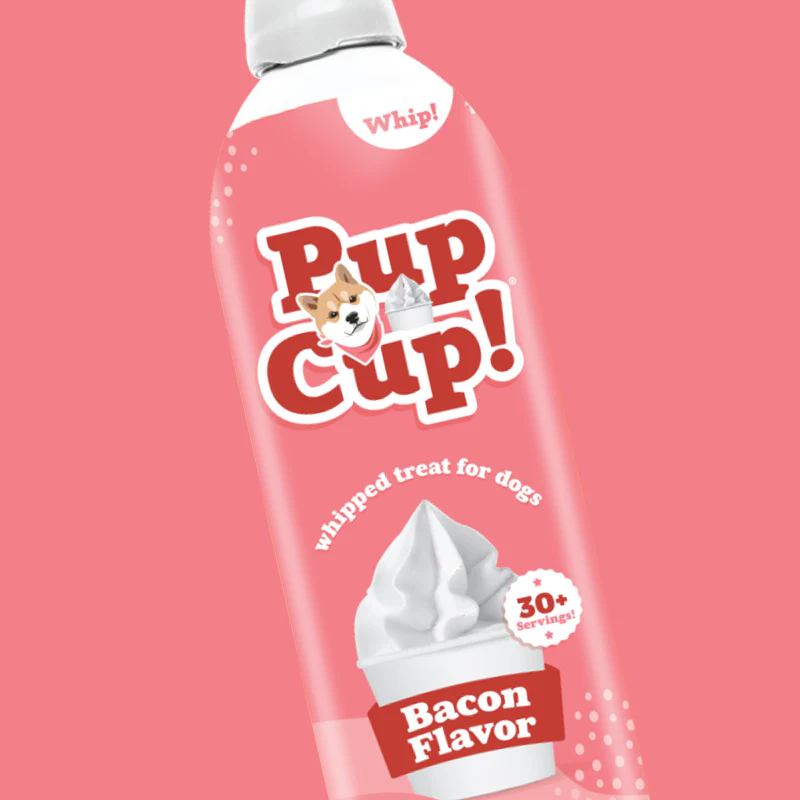 Whip!
Pup
Cup!
®
whipped treat for dogs
30+
Servings!
Bacon
Flavor